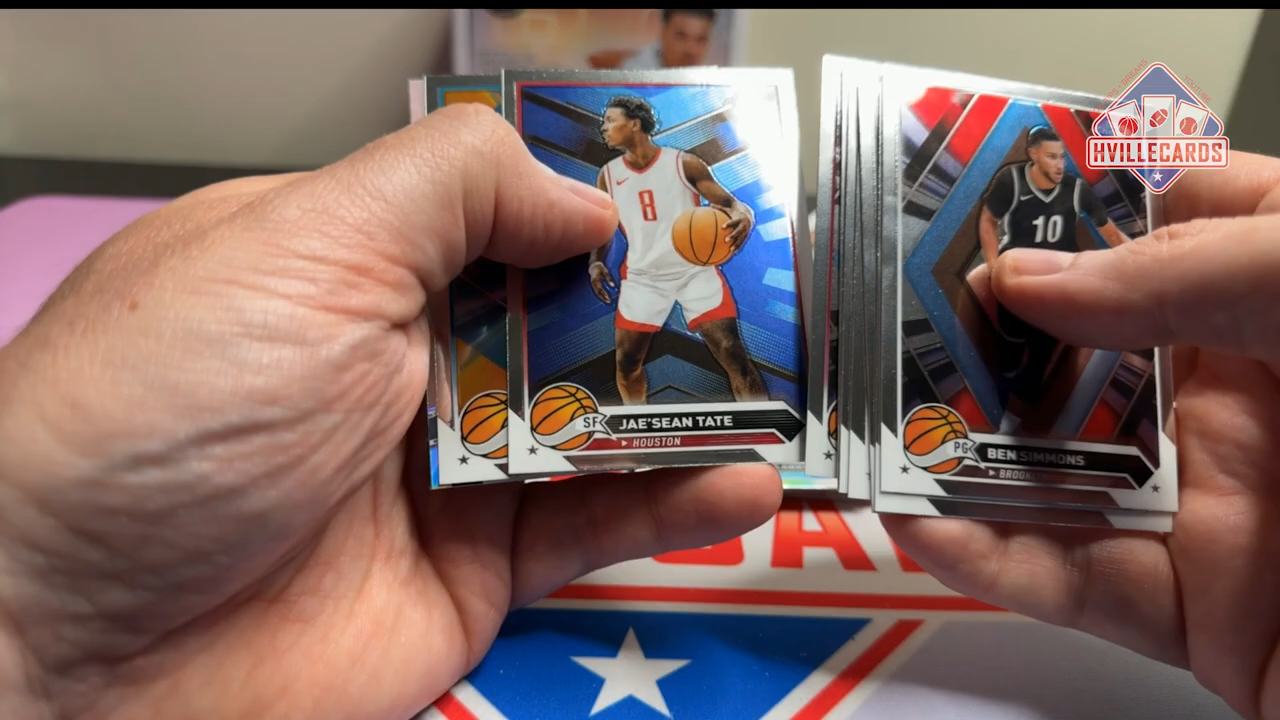 HVILLECARDS
8
10
SF
JAE'SEAN TATE
HOUSTON
PG
BEN SIMMONS